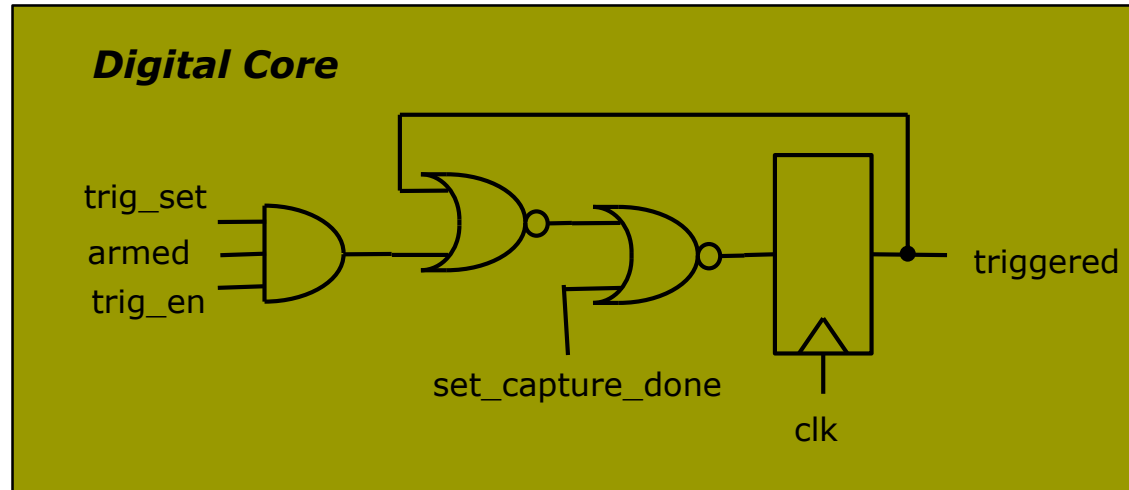 Digital Core
trig_set
armed
trig_en
set_capture_done
triggered
clk